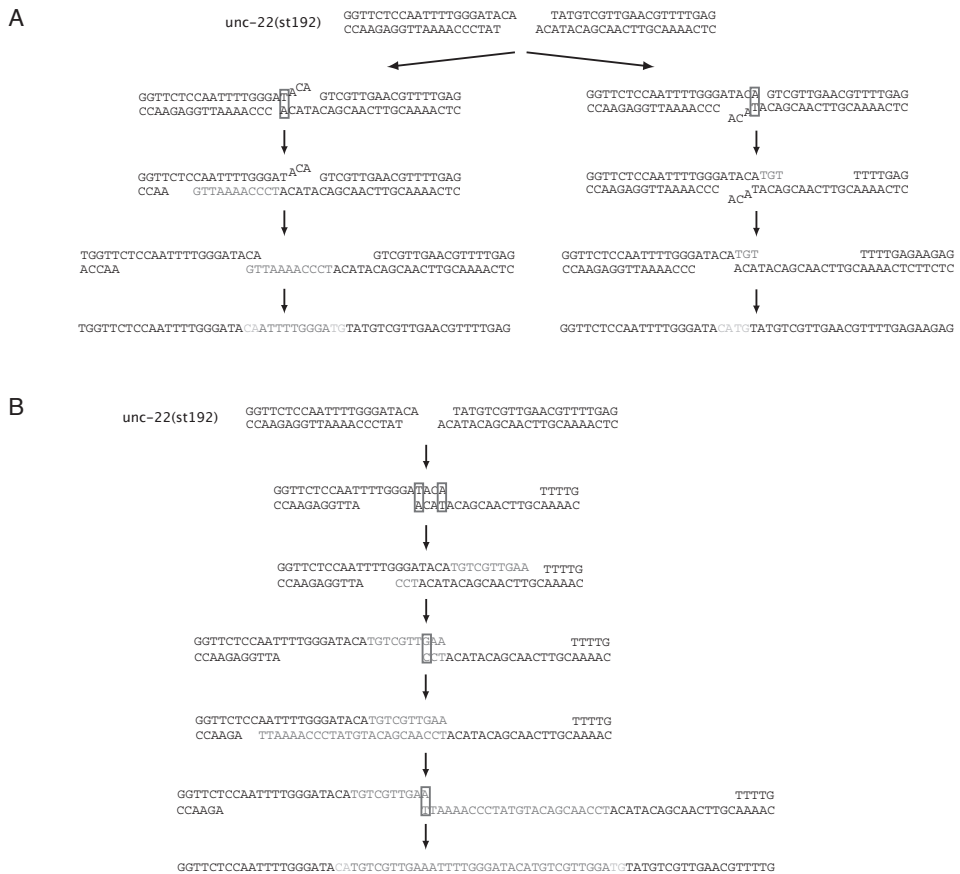 A
unc-22(st192)
GGTTCTCCAATTTTGGGATACA TATGTCGTTGAACGTTTTGAG
CCAAGAGGTTAAAACCCTAT ACATACAGCAACTTGCAAAACTC
GGTTCTCCAATTTTGGGATACA GTCGTTGAACGTTTTGAG
CCAAGAGGTTAAAACCC ACATACAGCAACTTGCAAAACTC
GGTTCTCCAATTTTGGGATACA GTCGTTGAACGTTTTGAG
CCAAGAGGTTAAAACCC ACATACAGCAACTTGCAAAACTC
GGTTCTCCAATTTTGGGATACA GTCGTTGAACGTTTTGAG
CCAA GTTAAAACCCTACATACAGCAACTTGCAAAACTC
GGTTCTCCAATTTTGGGATACATGT TTTTGAG
CCAAGAGGTTAAAACCC ACATACAGCAACTTGCAAAACTC
TGGTTCTCCAATTTTGGGATACA GTCGTTGAACGTTTTGAG
ACCAA GTTAAAACCCTACATACAGCAACTTGCAAAACTC
GGTTCTCCAATTTTGGGATACATGT TTTTGAGAAGAG
CCAAGAGGTTAAAACCC ACATACAGCAACTTGCAAAACTCTTCTC
TGGTTCTCCAATTTTGGGATACAATTTTGGGATGTATGTCGTTGAACGTTTTGAG
GGTTCTCCAATTTTGGGATACATGTATGTCGTTGAACGTTTTGAGAAGAG
B
unc-22(st192)
GGTTCTCCAATTTTGGGATACA TATGTCGTTGAACGTTTTGAG
CCAAGAGGTTAAAACCCTAT ACATACAGCAACTTGCAAAACTC
GGTTCTCCAATTTTGGGATACA TTTTG
CCAAGAGGTTA ACATACAGCAACTTGCAAAAC
GGTTCTCCAATTTTGGGATACATGTCGTTGAA TTTTG
CCAAGAGGTTA CCTACATACAGCAACTTGCAAAAC
GGTTCTCCAATTTTGGGATACATGTCGTTGAA TTTTG
CCAAGAGGTTA CCTACATACAGCAACTTGCAAAAC
GGTTCTCCAATTTTGGGATACATGTCGTTGAA TTTTG
CCAAGA TTAAAACCCTATGTACAGCAACCTACATACAGCAACTTGCAAAAC
GGTTCTCCAATTTTGGGATACATGTCGTTGAA TTTTG
CCAAGA TTAAAACCCTATGTACAGCAACCTACATACAGCAACTTGCAAAAC
GGTTCTCCAATTTTGGGATACATGTCGTTGAAATTTTGGGATACATGTCGTTGGATGTATGTCGTTGAACGTTTTG